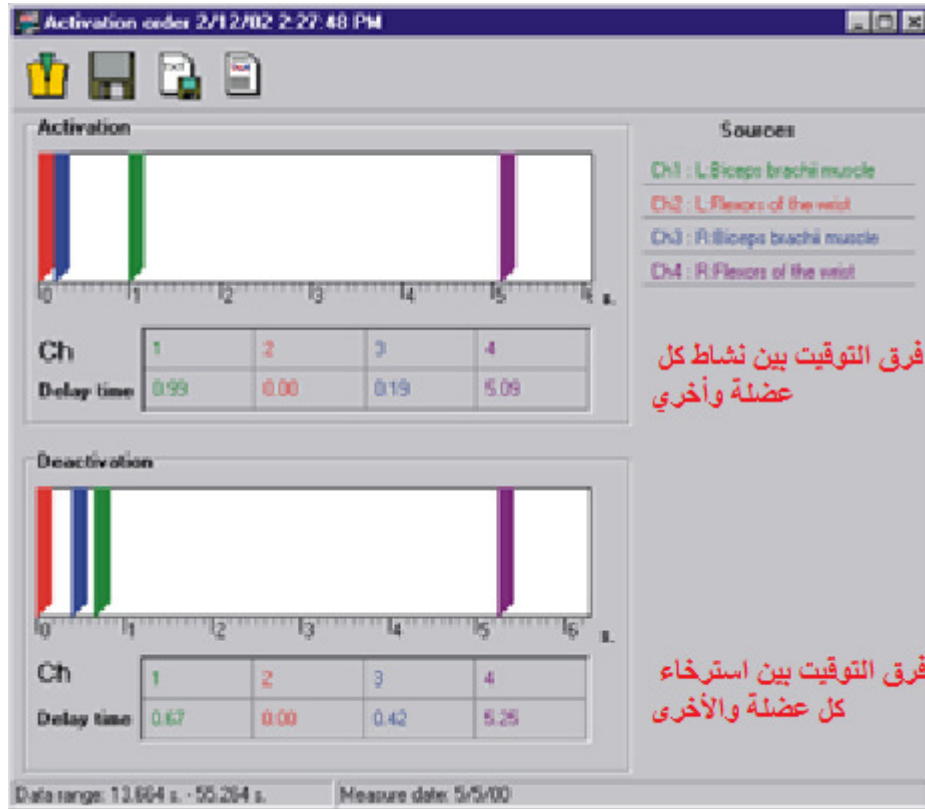 Activation order 2/12/02 2:27:48 PM
Activation
Sources
Ch1 : L:Biceps brachii muscle
Ch2 : L:Flexors of the wrist
Ch3 : R:Biceps brachii muscle
Ch4 : R:Flexors of the wrist
0 1 2 3 4 5 6 s.
Ch 1 2 3 4
Delay time 0.99 0.00 0.19 5.09
فرق التوقيت بين نشاط كل
عضلة وأخري
Deactivation
0 1 2 3 4 5 6 s.
Ch 1 2 3 4
Delay time 0.67 0.00 0.42 5.25
فرق التوقيت بين استرخاء
كل عضلة والأخرى
Data range: 13.664 s. - 55.264 s. Measure date: 5/5/00